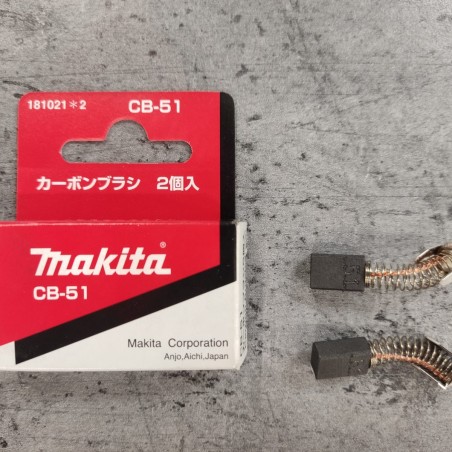 181021＊2 CB-51
カーボンブラシ 2個入
makita®
CB-51
Makita Corporation
Anjo,Aichi,Japan